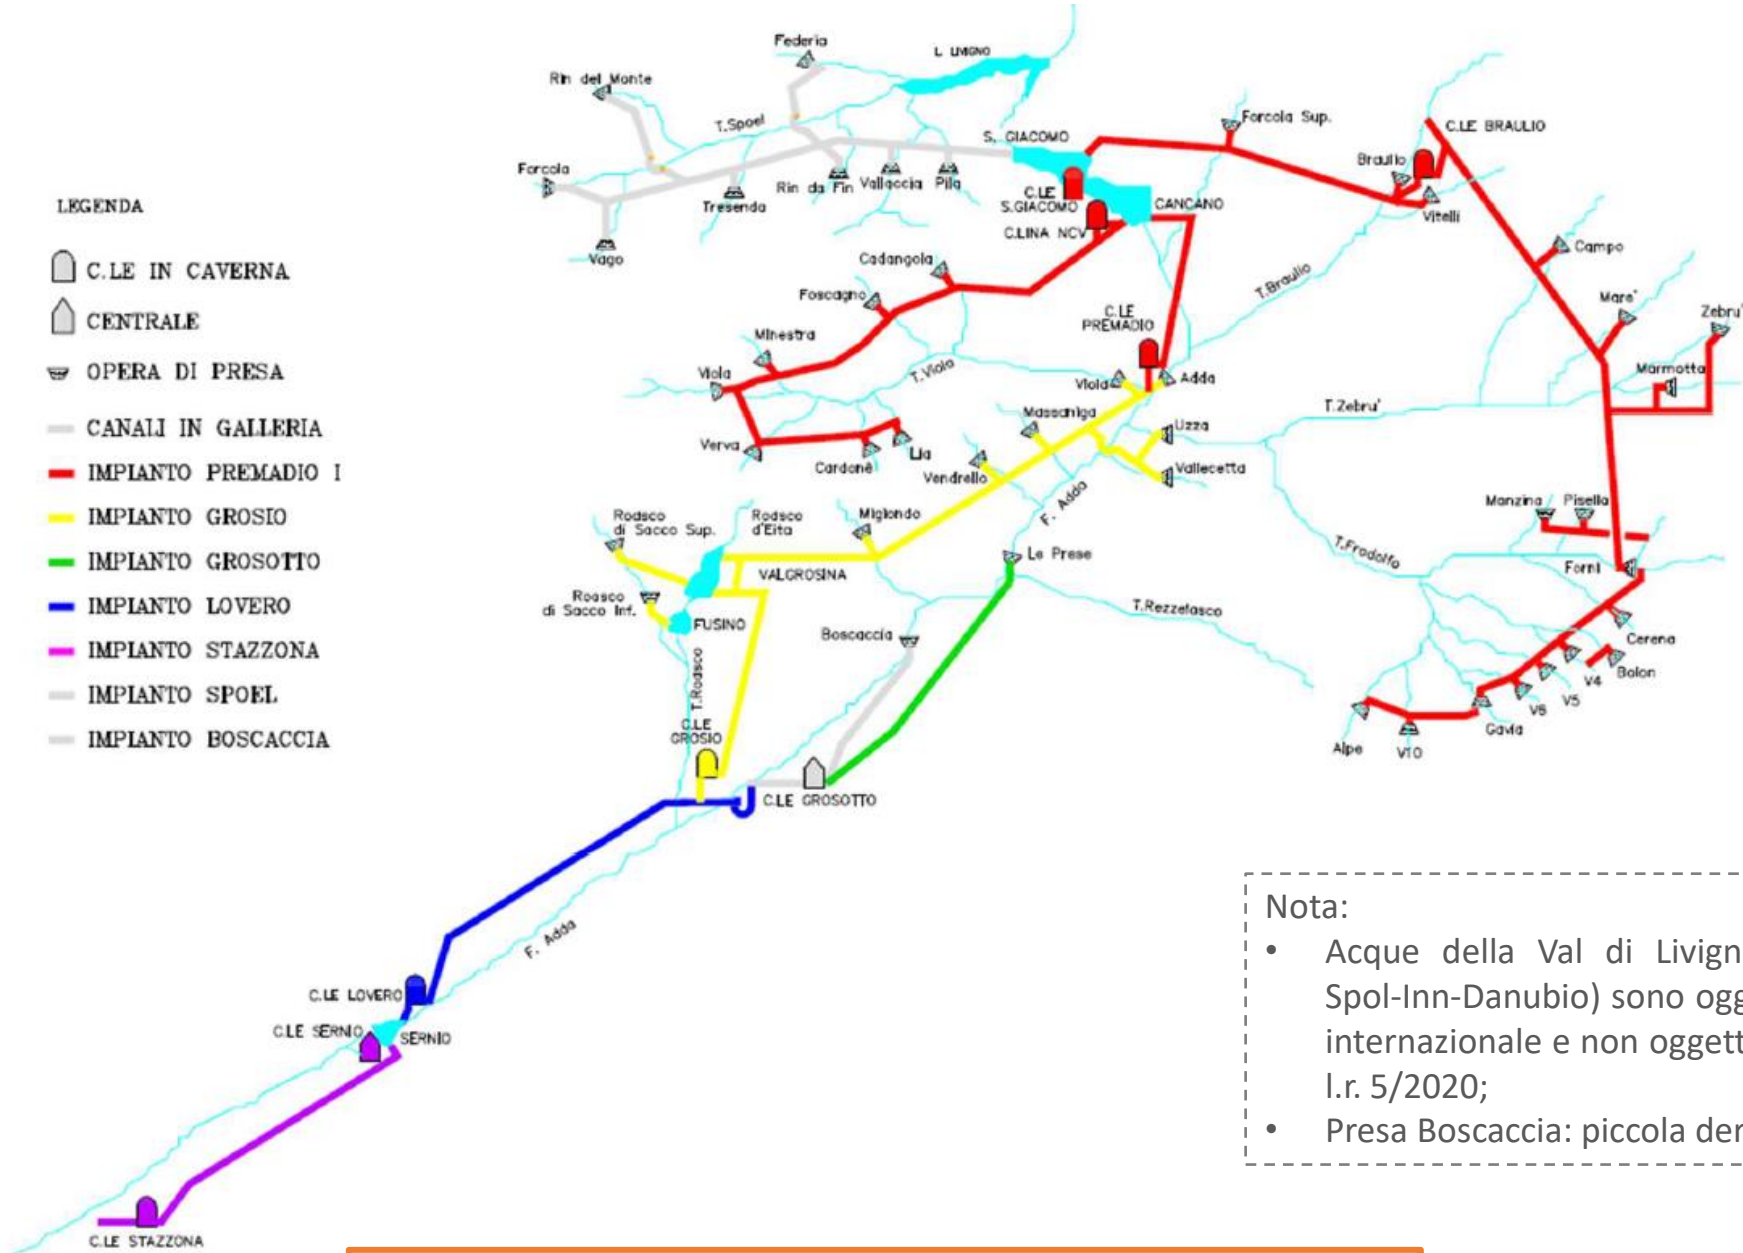 LEGENDA
C.LE IN CAVERNA
CENTRALE
OPERA DI PRESA
CANALI IN GALLERIA
IMPIANTO PREMADIO I
IMPIANTO GROSIO
IMPIANTO GROSOTTO
IMPIANTO LOVERO
IMPIANTO STAZZONA
IMPIANTO SPOEL
IMPIANTO BOSCACCIA
Federia
L. LIVIGNO
Rin del Monte
T.Spoel
S. GIACOMO
Forcola Sup.
C.LE BRAULIO
Braulio
Forcola
Rin da Fin
Vallaccia
Pila
Tresenda
C.LE
S.GIACOMO
CANCANO
Vitelli
C.LINA NCV
Vago
Cadangola
Campo
T.Braulio
Foscagno
Mare'
Zebru'
C.LE
PREMADIO
Minestra
Viola
T.Viola
Viola
Adda
Marmotta
T.Zebru'
Massaniga
Uzza
Verva
Cardonè
Lia
Vendrello
Vallecetta
F. Adda
Manzina
Pisella
Roasco
di Sacco Sup.
Roasco
d'Eita
Migiondo
T.Frodolfo
Le Prese
VALGROSINA
Forni
Roasco
di Sacco Inf.
FUSINO
Boscaccia
T.Rezzelasco
Cerena
Bolon
V4
V5
V6
Gavia
V10
Alpe
T.Roasco
C.LE
GROSIO
C.LE GROSOTTO
F. Adda
C.LE LOVERO
C.LE SERNIO
SERNIO
C.LE STAZZONA
Nota:
• Acque della Val di Livign
Spol-Inn-Danubio) sono ogg
internazionale e non oggett
l.r. 5/2020;
• Presa Boscaccia: piccola der